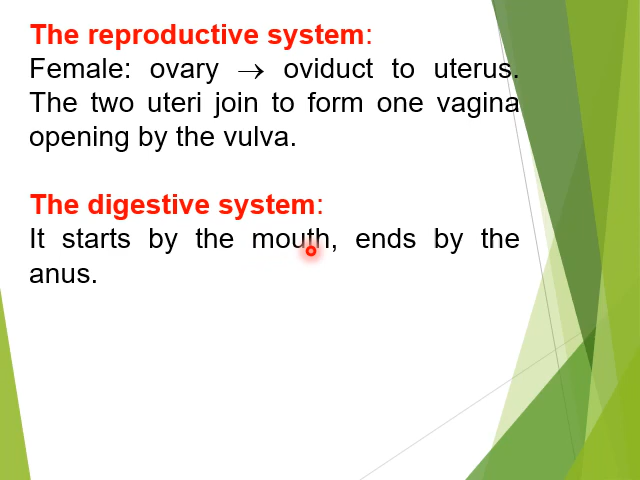 The reproductive system:
Female: ovary → oviduct to uterus.
The two uteri join to form one vagina
opening by the vulva.
The digestive system:
It starts by the mouth, ends by the
anus.